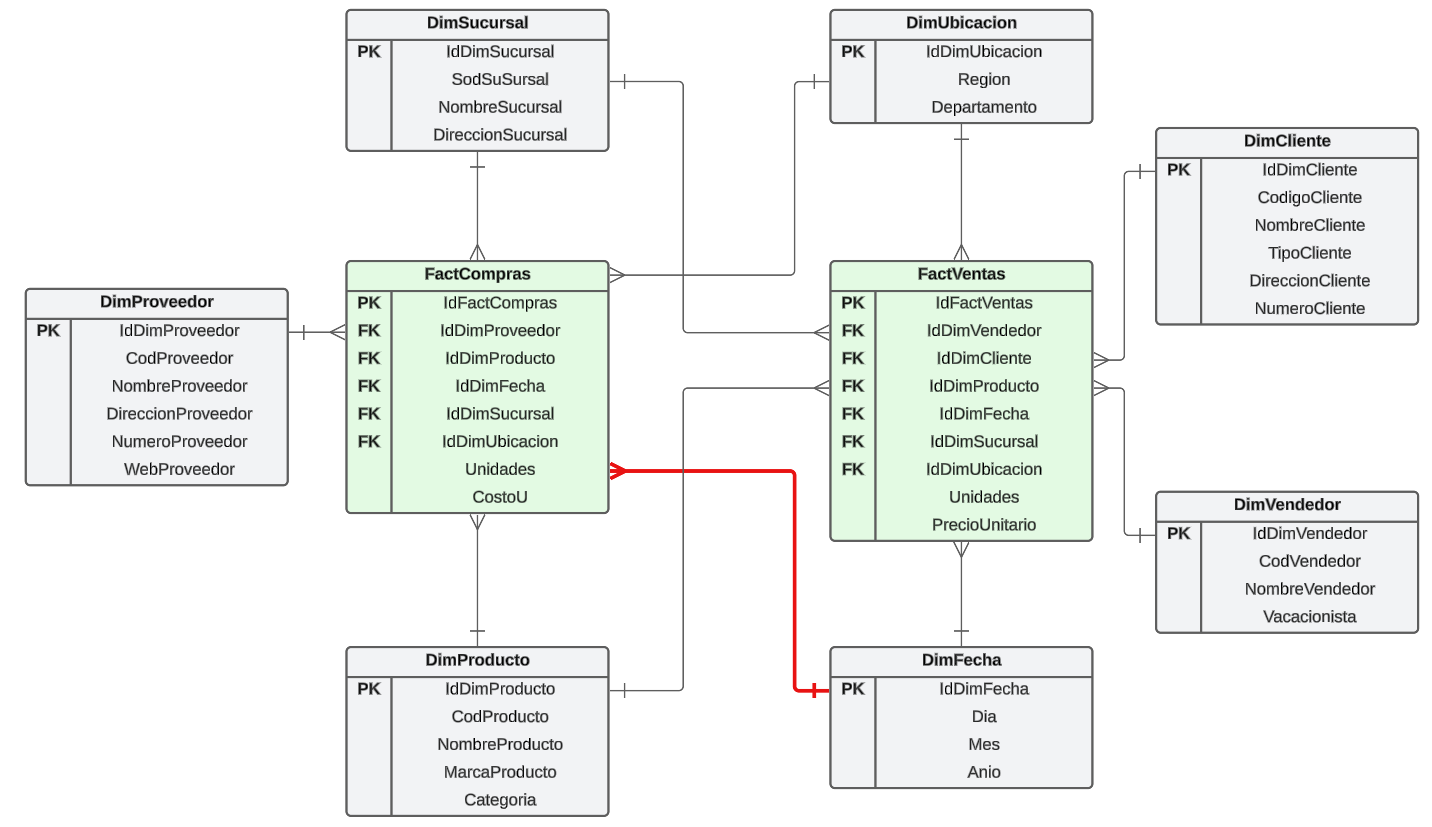 DimSucursal
PK IdDimSucursal
SodSuSursal
NombreSucursal
DireccionSucursal
DimUbicacion
PK IdDimUbicacion
Region
Departamento
DimCliente
PK IdDimCliente
CodigoCliente
NombreCliente
TipoCliente
DireccionCliente
NumeroCliente
DimProveedor
PK IdDimProveedor
CodProveedor
NombreProveedor
DireccionProveedor
NumeroProveedor
WebProveedor
FactCompras
PK IdFactCompras
FK IdDimProveedor
FK IdDimProducto
FK IdDimFecha
FK IdDimSucursal
FK IdDimUbicacion
Unidades
CostoU
FactVentas
PK IdFactVentas
FK IdDimVendedor
FK IdDimCliente
FK IdDimProducto
FK IdDimFecha
FK IdDimSucursal
FK IdDimUbicacion
Unidades
PrecioUnitario
DimVendedor
PK IdDimVendedor
CodVendedor
NombreVendedor
Vacacionista
DimProducto
PK IdDimProducto
CodProducto
NombreProducto
MarcaProducto
Categoria
DimFecha
PK IdDimFecha
Dia
Mes
Anio